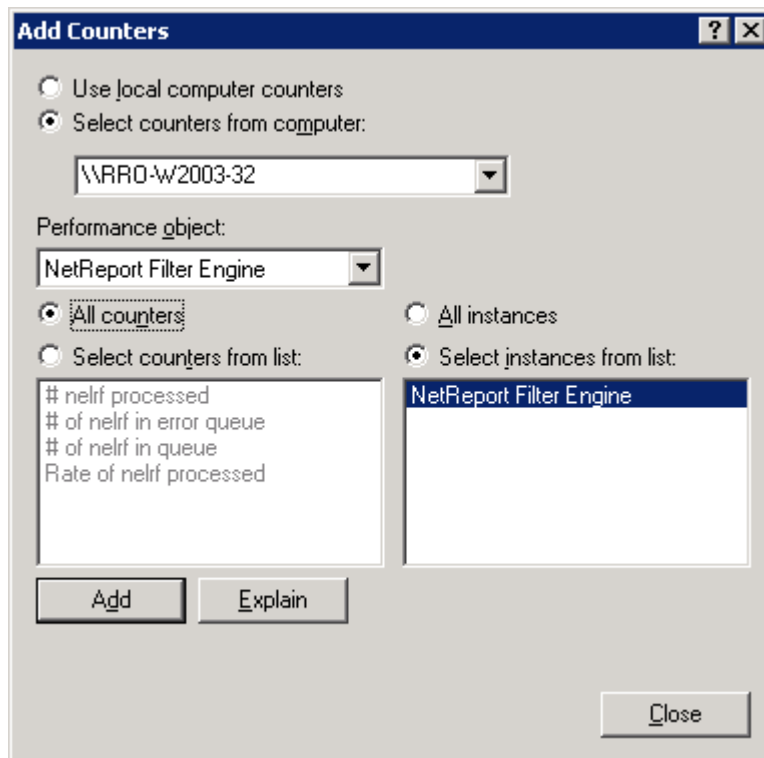 Add Counters
Use local computer counters
Select counters from computer:
\\RRO-W2003-32
Performance object:
NetReport Filter Engine
All counters
All instances
Select counters from list:
Select instances from list:
# nelrf processed
# of nelrf in error queue
# of nelrf in queue
Rate of nelrf processed
NetReport Filter Engine
Add
Explain
Close